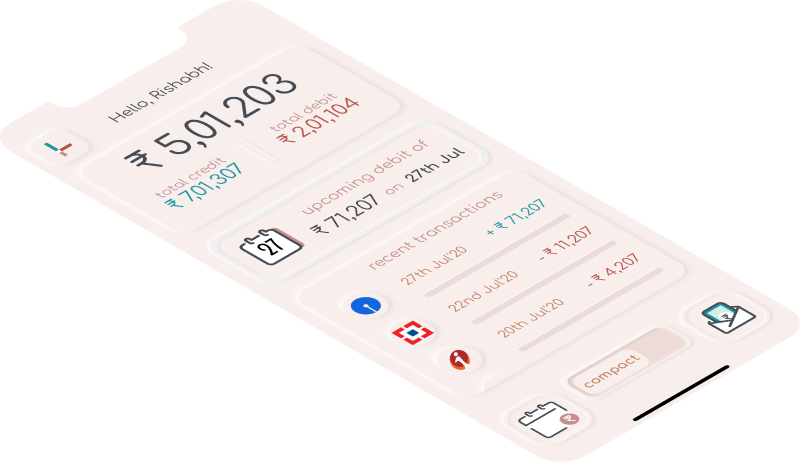 Hello, Rishabh!
₹ 5,01,203
total credit
₹ 7,01,307
total debit
₹ 2,01,104
27
upcoming debit of
₹ 71,207 on 27th Jul
recent transactions
27th Jul'20 + ₹ 71,207
22nd Jul'20 - ₹ 11,207
20th Jul'20 - ₹ 4,207
compact
₹
₹